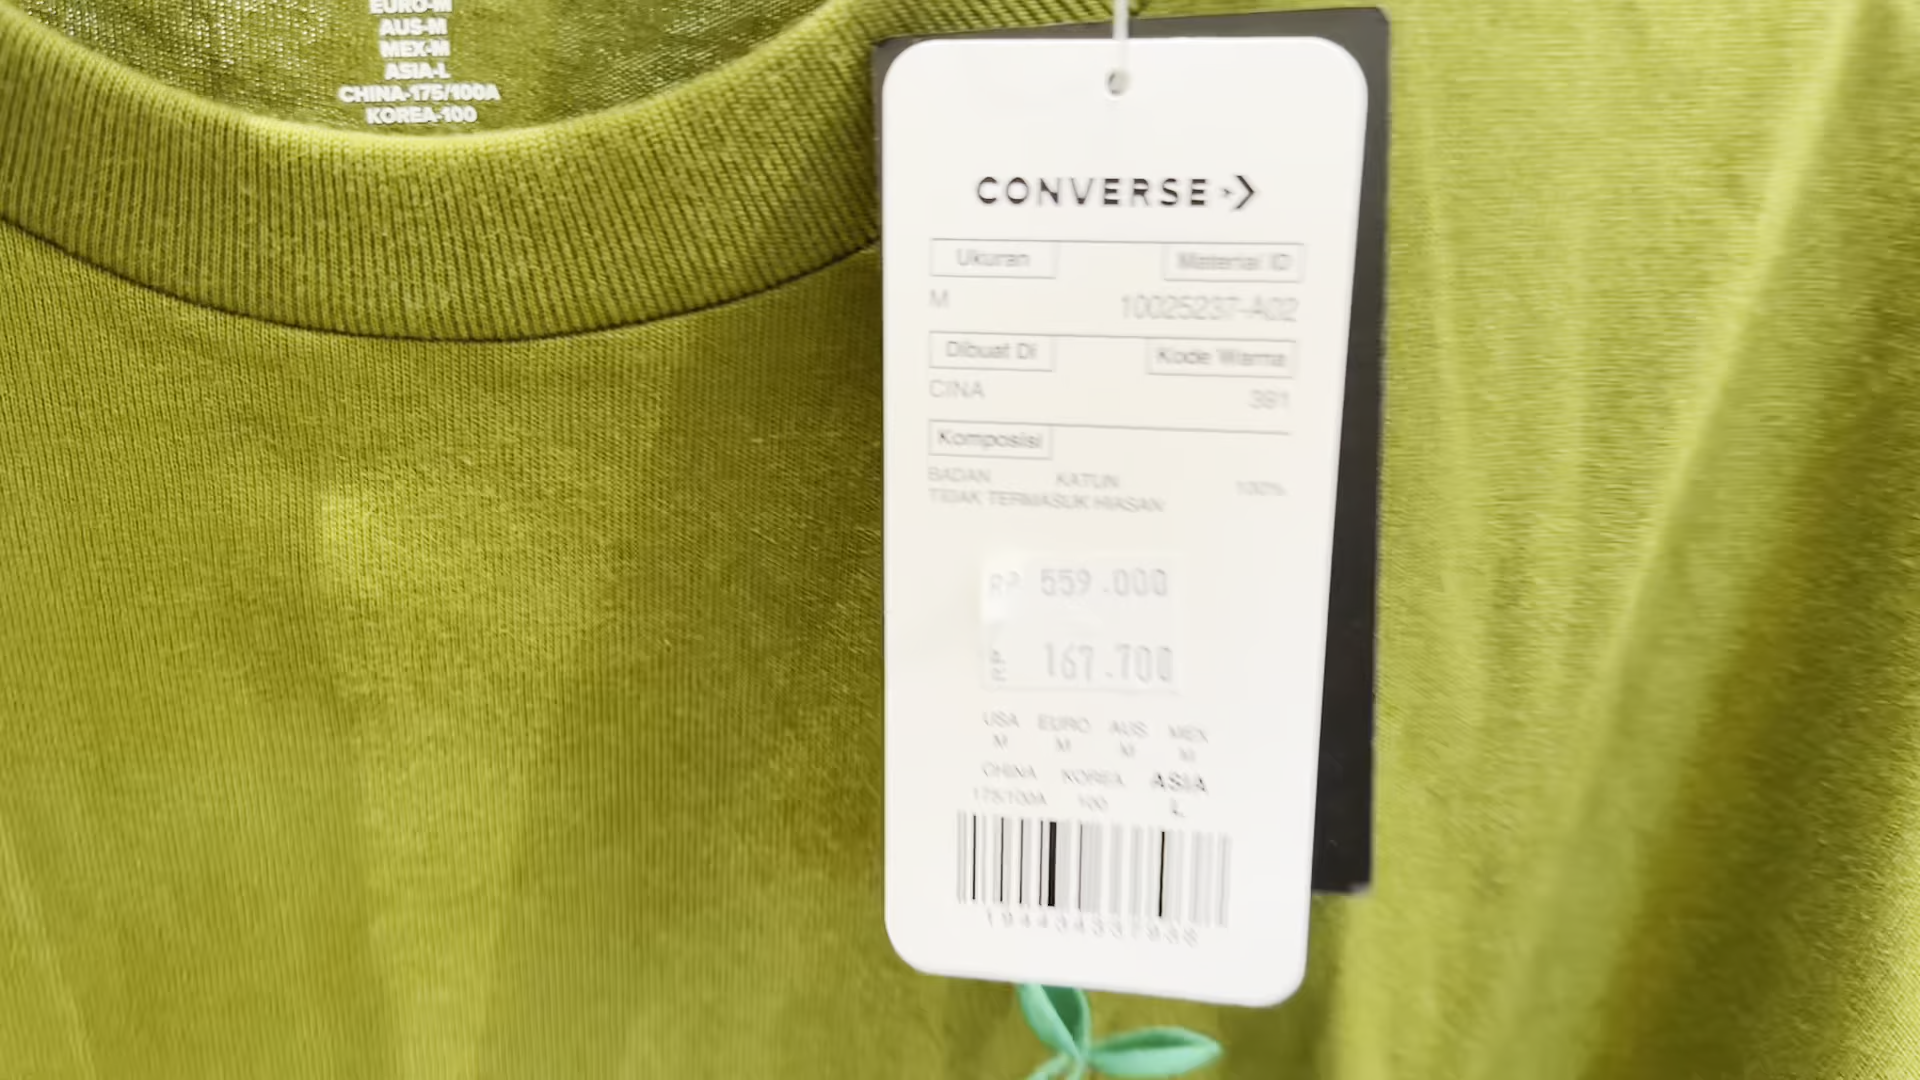 EURO-M
AUS-M
MEX-M
ASIA-L
CHINA-175/100A
KOREA-100
CONVERSE
Ukuran Material ID
M 10025237-A02
Dibuat Di Kode Warna
CINA 391
Komposisi
BADAN KATUN 100%
TIDAK TERMASUK HIASAN
RP 559.000
RP 167.700
USA EURO AUS MEX
M M M M
CHINA KOREA ASIA
175/100A 100 L